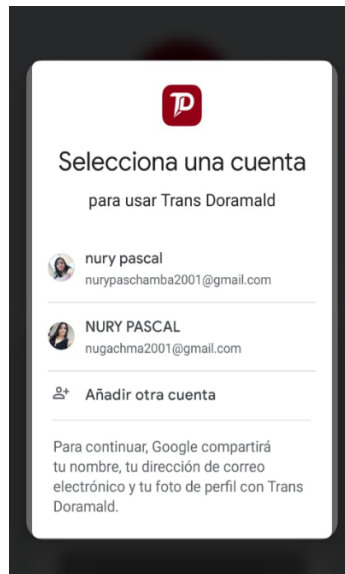 TD
Selecciona una cuenta
para usar Trans Doramald
nury pascal
nurypaschamba2001@gmail.com
NURY PASCAL
nugachma2001@gmail.com
Añadir otra cuenta
Para continuar, Google compartirá
tu nombre, tu dirección de correo
electrónico y tu foto de perfil con Trans
Doramald.